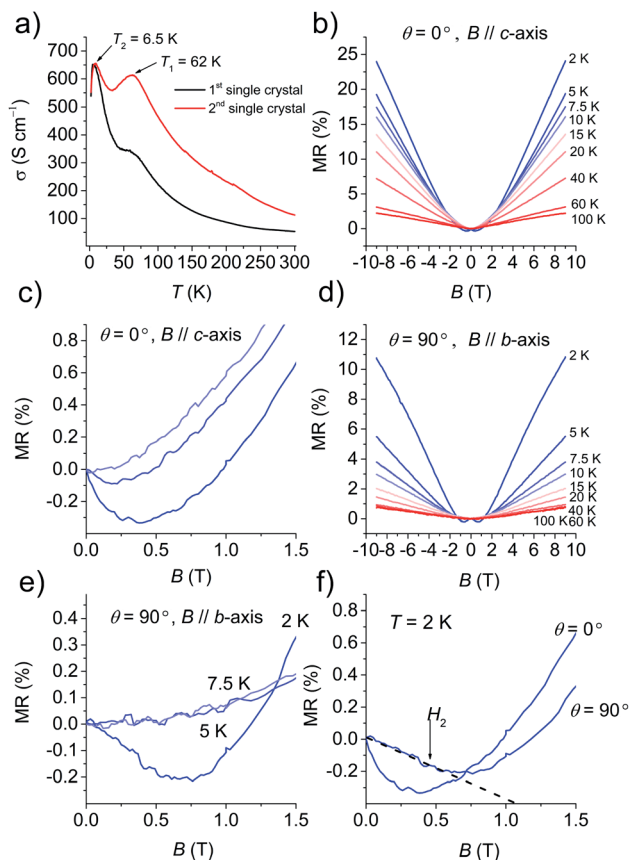 a)
T₂ = 6.5 K
T₁ = 62 K
1ˢᵗ single crystal
2ⁿᵈ single crystal
σ (S cm⁻¹)
700
600
500
400
300
200
100
0 50 100 150 200 250 300
T (K)
b)
θ = 0°, B // c-axis
MR (%)
25
20
15
10
5
0
2 K
5 K
7.5 K
10 K
15 K
20 K
40 K
60 K
100 K
-10 -8 -6 -4 -2 0 2 4 6 8 10
B (T)
c)
θ = 0°, B // c-axis
MR (%)
0.8
0.6
0.4
0.2
0.0
-0.2
0.0 0.5 1.0 1.5
B (T)
d)
θ = 90°, B // b-axis
MR (%)
12
10
8
6
4
2
0
2 K
5 K
7.5 K
10 K
15 K
20 K
40 K
100 K 60 K
-10 -8 -6 -4 -2 0 2 4 6 8 10
B (T)
e)
θ = 90°, B // b-axis
MR (%)
0.4
0.3
0.2
0.1
0.0
-0.1
-0.2
2 K
7.5 K
5 K
0.0 0.5 1.0 1.5
B (T)
f)
T = 2 K
MR (%)
0.8
0.6
0.4
0.2
0.0
-0.2
θ = 0°
θ = 90°
H₂
0.0 0.5 1.0 1.5
B (T)